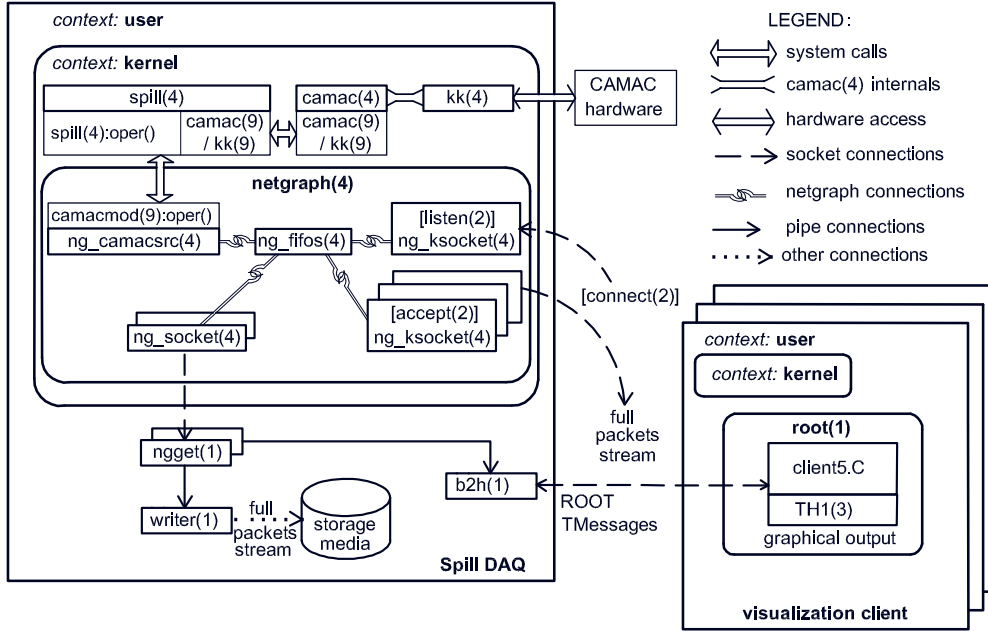 context: user
context: kernel
spill(4)
spill(4):oper()
camac(9)
/ kk(9)
camac(4)
camac(9)
/ kk(9)
kk(4)
CAMAC
hardware
netgraph(4)
camacmod(9):oper()
ng_camacsrc(4)
ng_fifos(4)
[listen(2)]
ng_ksocket(4)
[accept(2)]
ng_ksocket(4)
ng_socket(4)
[connect(2)]
full
packets
stream
ngget(1)
writer(1)
full
packets
stream
storage
media
b2h(1)
ROOT
TMessages
Spill DAQ
LEGEND:
system calls
camac(4) internals
hardware access
socket connections
netgraph connections
pipe connections
other connections
context: user
context: kernel
root(1)
client5.C
TH1(3)
graphical output
visualization client